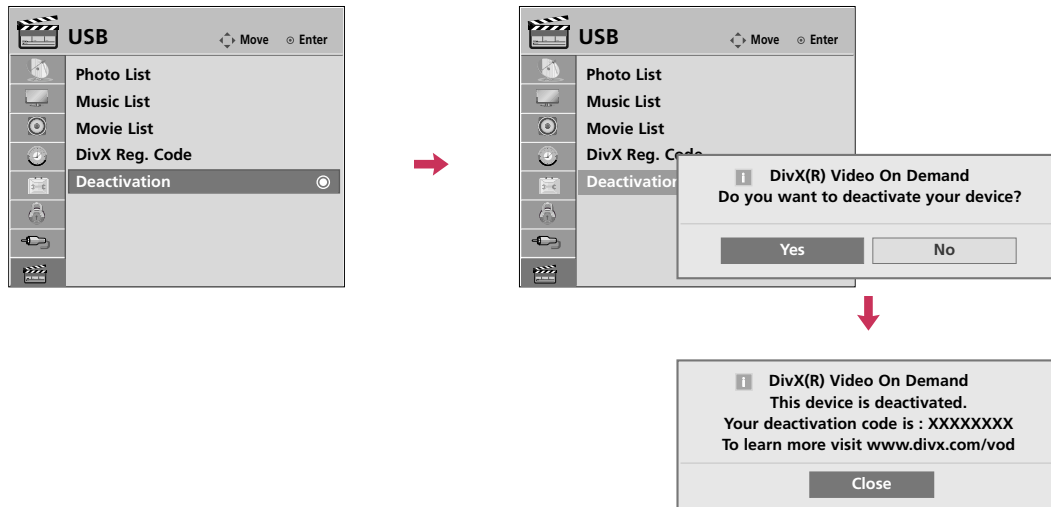 USB
Move
Enter
Photo List
Music List
Movie List
DivX Reg. Code
Deactivation
USB
Move
Enter
Photo List
Music List
Movie List
DivX Reg. Code
Deactivation
i DivX(R) Video On Demand
Do you want to deactivate your device?
Yes
No
i DivX(R) Video On Demand
This device is deactivated.
Your deactivation code is : XXXXXXXX
To learn more visit www.divx.com/vod
Close